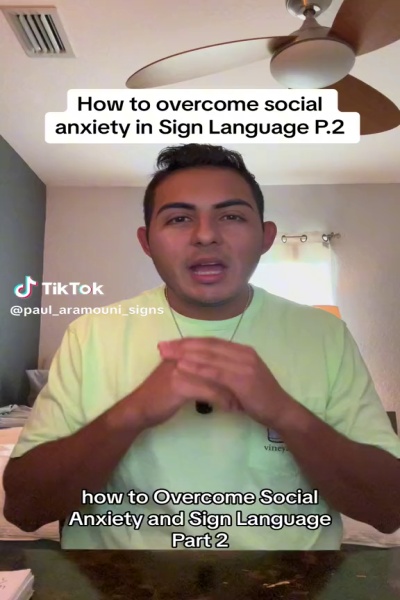 How to overcome social
anxiety in Sign Language P.2
TikTok
@paul_aramouni_signs
how to Overcome Social
Anxiety and Sign Language
Part 2